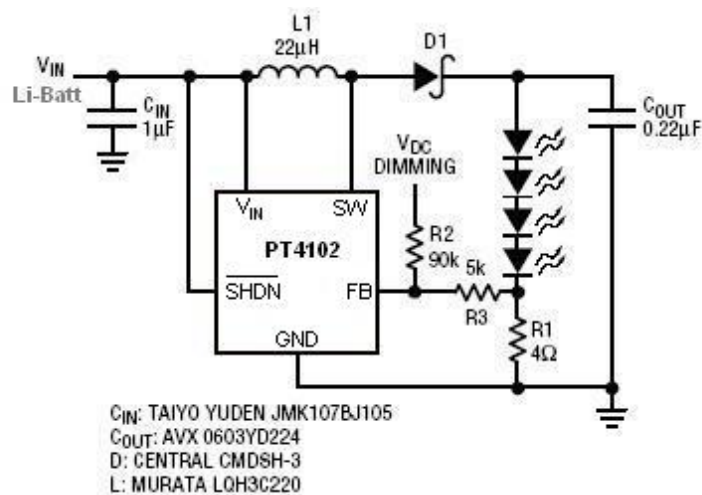 L1
22µH
D1
VIN
Li-Batt
CIN
1µF
COUT
0.22µF
VDC
DIMMING
VIN
SW
PT4102
R2
90k
5k
SHDN
FB
R3
R1
4Ω
GND
CIN: TAIYO YUDEN JMK107BJ105
COUT: AVX 0603YD224
D: CENTRAL CMDSH-3
L: MURATA LQH3C220